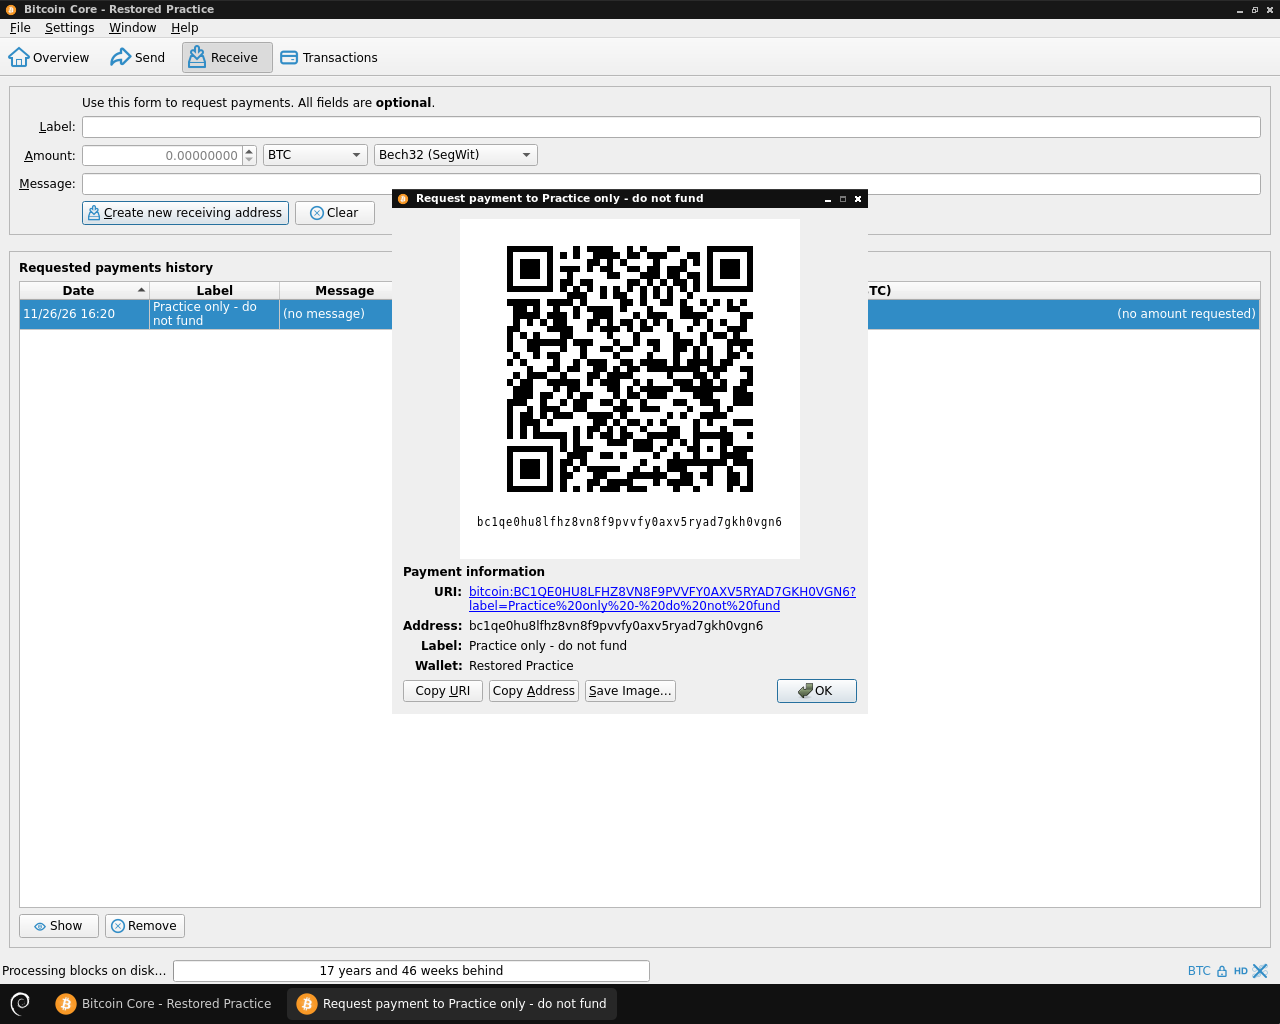 Bitcoin Core - Restored Practice
File Settings Window Help
Overview Send Receive Transactions
Use this form to request payments. All fields are optional.
Label:
Amount: 0.00000000 BTC Bech32 (SegWit)
Message:
Create new receiving address Clear
Request payment to Practice only - do not fund
Requested payments history
Date Label Message TC)
11/26/26 16:20 Practice only - do not fund (no message) (no amount requested)
bc1qe0hu8lfhz8vn8f9pvvfy0axv5ryad7gkh0vgn6
Payment information
URI: bitcoin:BC1QE0HU8LFHZ8VN8F9PVVFY0AXV5RYAD7GKH0VGN6?
label=Practice%20only%20-%20do%20not%20fund
Address: bc1qe0hu8lfhz8vn8f9pvvfy0axv5ryad7gkh0vgn6
Label: Practice only - do not fund
Wallet: Restored Practice
Copy URI Copy Address Save Image... OK
Show Remove
Processing blocks on disk... 17 years and 46 weeks behind BTC HD
Bitcoin Core - Restored Practice Request payment to Practice only - do not fund